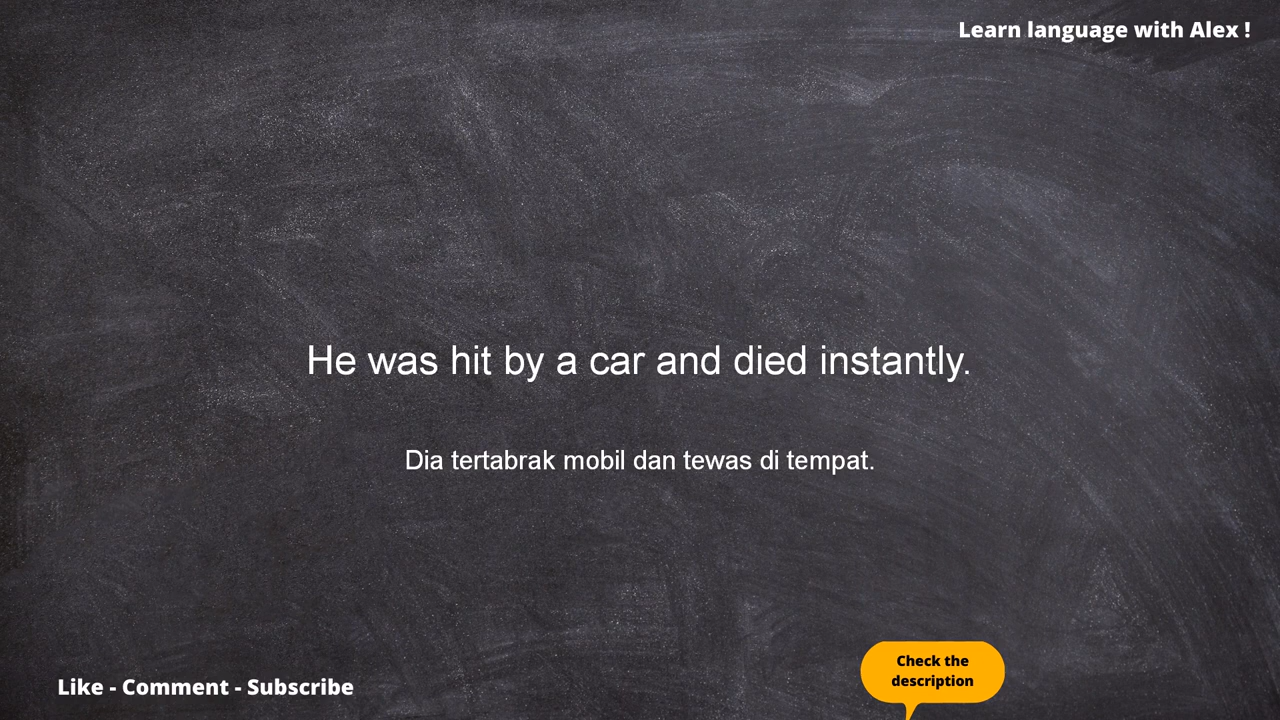 Learn language with Alex !
He was hit by a car and died instantly.
Dia tertabrak mobil dan tewas di tempat.
Check the
description
Like - Comment - Subscribe